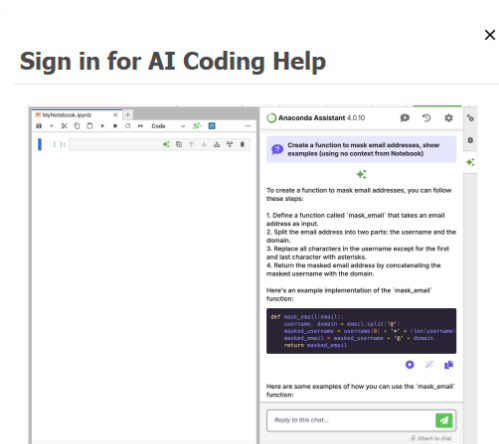 Sign in for AI Coding Help
MyNotebook.ipynb
Code
[ ]:
Anaconda Assistant 4.0.10
Create a function to mask email addresses, show
examples (using no context from Notebook)
To create a function to mask email addresses, you can follow
these steps:
1. Define a function called `mask_email` that takes an email
address as input.
2. Split the email address into two parts: the username and the
domain.
3. Replace all characters in the username except for the first
and last character with asterisks.
4. Return the masked email address by concatenating the
masked username with the domain.
Here's an example implementation of the `mask_email`
function:
def mask_email(email):
username, domain = email.split('@')
masked_username = username[0] + '*' * (len(username)
masked_email = masked_username + '@' + domain
return masked_email
Here are some examples of how you can use the `mask_email`
function:
Reply to this chat...
Attach to chat